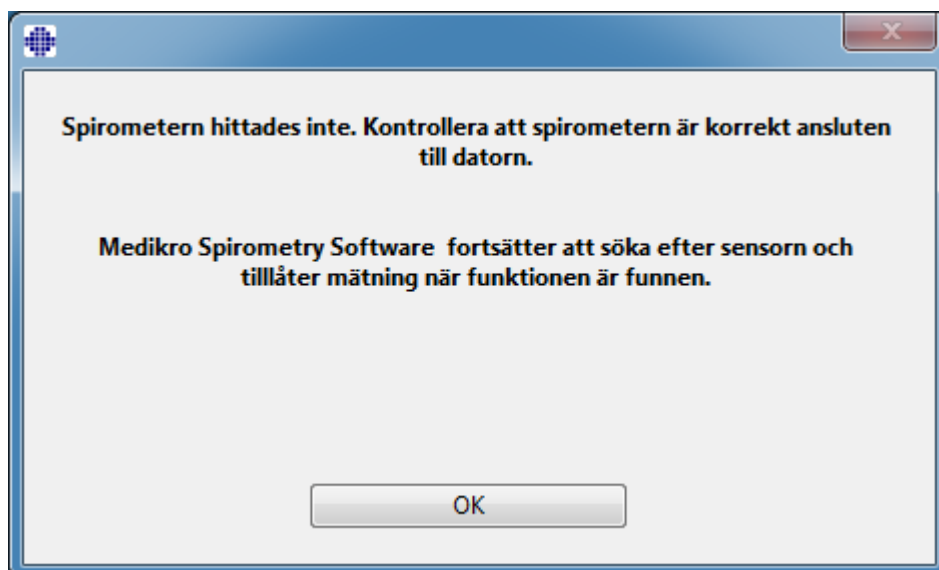 Spirometern hittades inte. Kontrollera att spirometern är korrekt ansluten
till datorn.
Medikro Spirometry Software  fortsätter att söka efter sensorn och
tilllåter mätning när funktionen är funnen.
OK